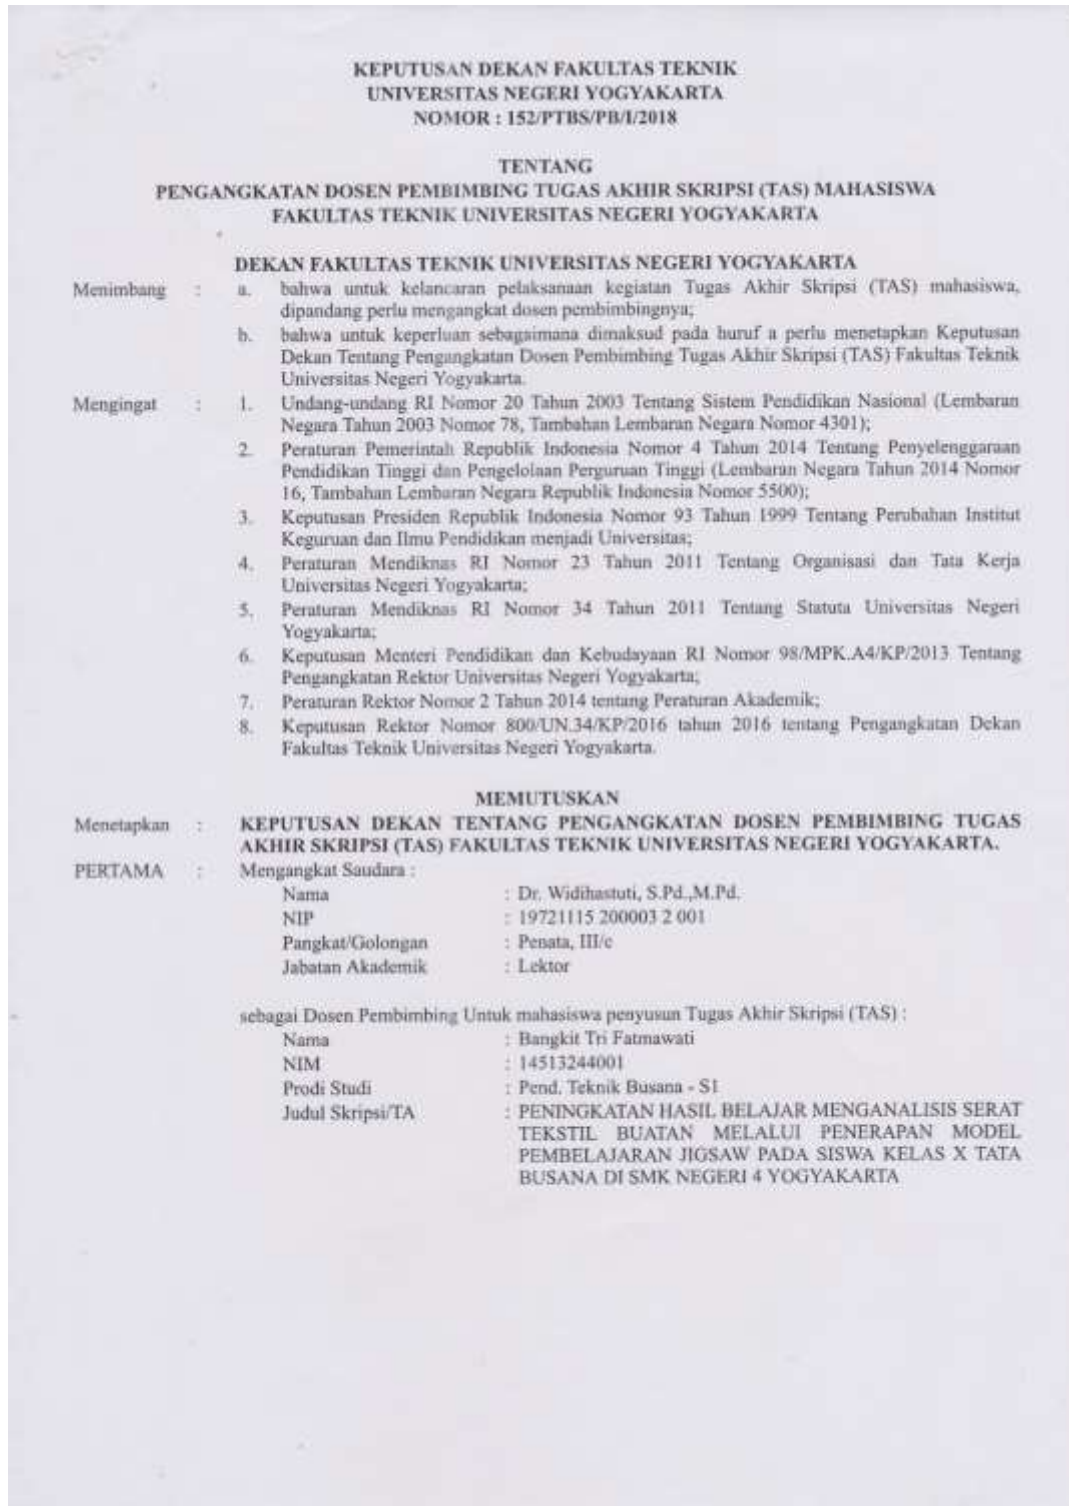 KEPUTUSAN DEKAN FAKULTAS TEKNIK
UNIVERSITAS NEGERI YOGYAKARTA
NOMOR : 152/PTBS/PB/I/2018
TENTANG
PENGANGKATAN DOSEN PEMBIMBING TUGAS AKHIR SKRIPSI (TAS) MAHASISWA
FAKULTAS TEKNIK UNIVERSITAS NEGERI YOGYAKARTA
DEKAN FAKULTAS TEKNIK UNIVERSITAS NEGERI YOGYAKARTA
Menimbang : a. bahwa untuk kelancaran pelaksanaan kegiatan Tugas Akhir Skripsi (TAS) mahasiswa,
dipandang perlu mengangkat dosen pembimbingnya;
b. bahwa untuk keperluan sebagaimana dimaksud pada huruf a perlu menetapkan Keputusan
Dekan Tentang Pengangkatan Dosen Pembimbing Tugas Akhir Skripsi (TAS) Fakultas Teknik
Universitas Negeri Yogyakarta.
Mengingat : 1. Undang-undang RI Nomor 20 Tahun 2003 Tentang Sistem Pendidikan Nasional (Lembaran
Negara Tahun 2003 Nomor 78, Tambahan Lembaran Negara Nomor 4301);
2. Peraturan Pemerintah Republik Indonesia Nomor 4 Tahun 2014 Tentang Penyelenggaraan
Pendidikan Tinggi dan Pengelolaan Perguruan Tinggi (Lembaran Negara Tahun 2014 Nomor
16, Tambahan Lembaran Negara Republik Indonesia Nomor 5500);
3. Keputusan Presiden Republik Indonesia Nomor 93 Tahun 1999 Tentang Perubahan Institut
Keguruan dan Ilmu Pendidikan menjadi Universitas;
4. Peraturan Mendiknas RI Nomor 23 Tahun 2011 Tentang Organisasi dan Tata Kerja
Universitas Negeri Yogyakarta;
5. Peraturan Mendiknas RI Nomor 34 Tahun 2011 Tentang Statuta Universitas Negeri
Yogyakarta;
6. Keputusan Menteri Pendidikan dan Kebudayaan RI Nomor 98/MPK.A4/KP/2013 Tentang
Pengangkatan Rektor Universitas Negeri Yogyakarta;
7. Peraturan Rektor Nomor 2 Tahun 2014 tentang Peraturan Akademik;
8. Keputusan Rektor Nomor 800/UN.34/KP/2016 tahun 2016 tentang Pengangkatan Dekan
Fakultas Teknik Universitas Negeri Yogyakarta.
MEMUTUSKAN
Menetapkan : KEPUTUSAN DEKAN TENTANG PENGANGKATAN DOSEN PEMBIMBING TUGAS
AKHIR SKRIPSI (TAS) FAKULTAS TEKNIK UNIVERSITAS NEGERI YOGYAKARTA.
PERTAMA : Mengangkat Saudara :
Nama : Dr. Widihastuti, S.Pd.,M.Pd.
NIP : 19721115 200003 2 001
Pangkat/Golongan : Penata, III/c
Jabatan Akademik : Lektor
sebagai Dosen Pembimbing Untuk mahasiswa penyusun Tugas Akhir Skripsi (TAS) :
Nama : Bangkit Tri Fatmawati
NIM : 14513244001
Prodi Studi : Pend. Teknik Busana - S1
Judul Skripsi/TA : PENINGKATAN HASIL BELAJAR MENGANALISIS SERAT
TEKSTIL BUATAN MELALUI PENERAPAN MODEL
PEMBELAJARAN JIGSAW PADA SISWA KELAS X TATA
BUSANA DI SMK NEGERI 4 YOGYAKARTA